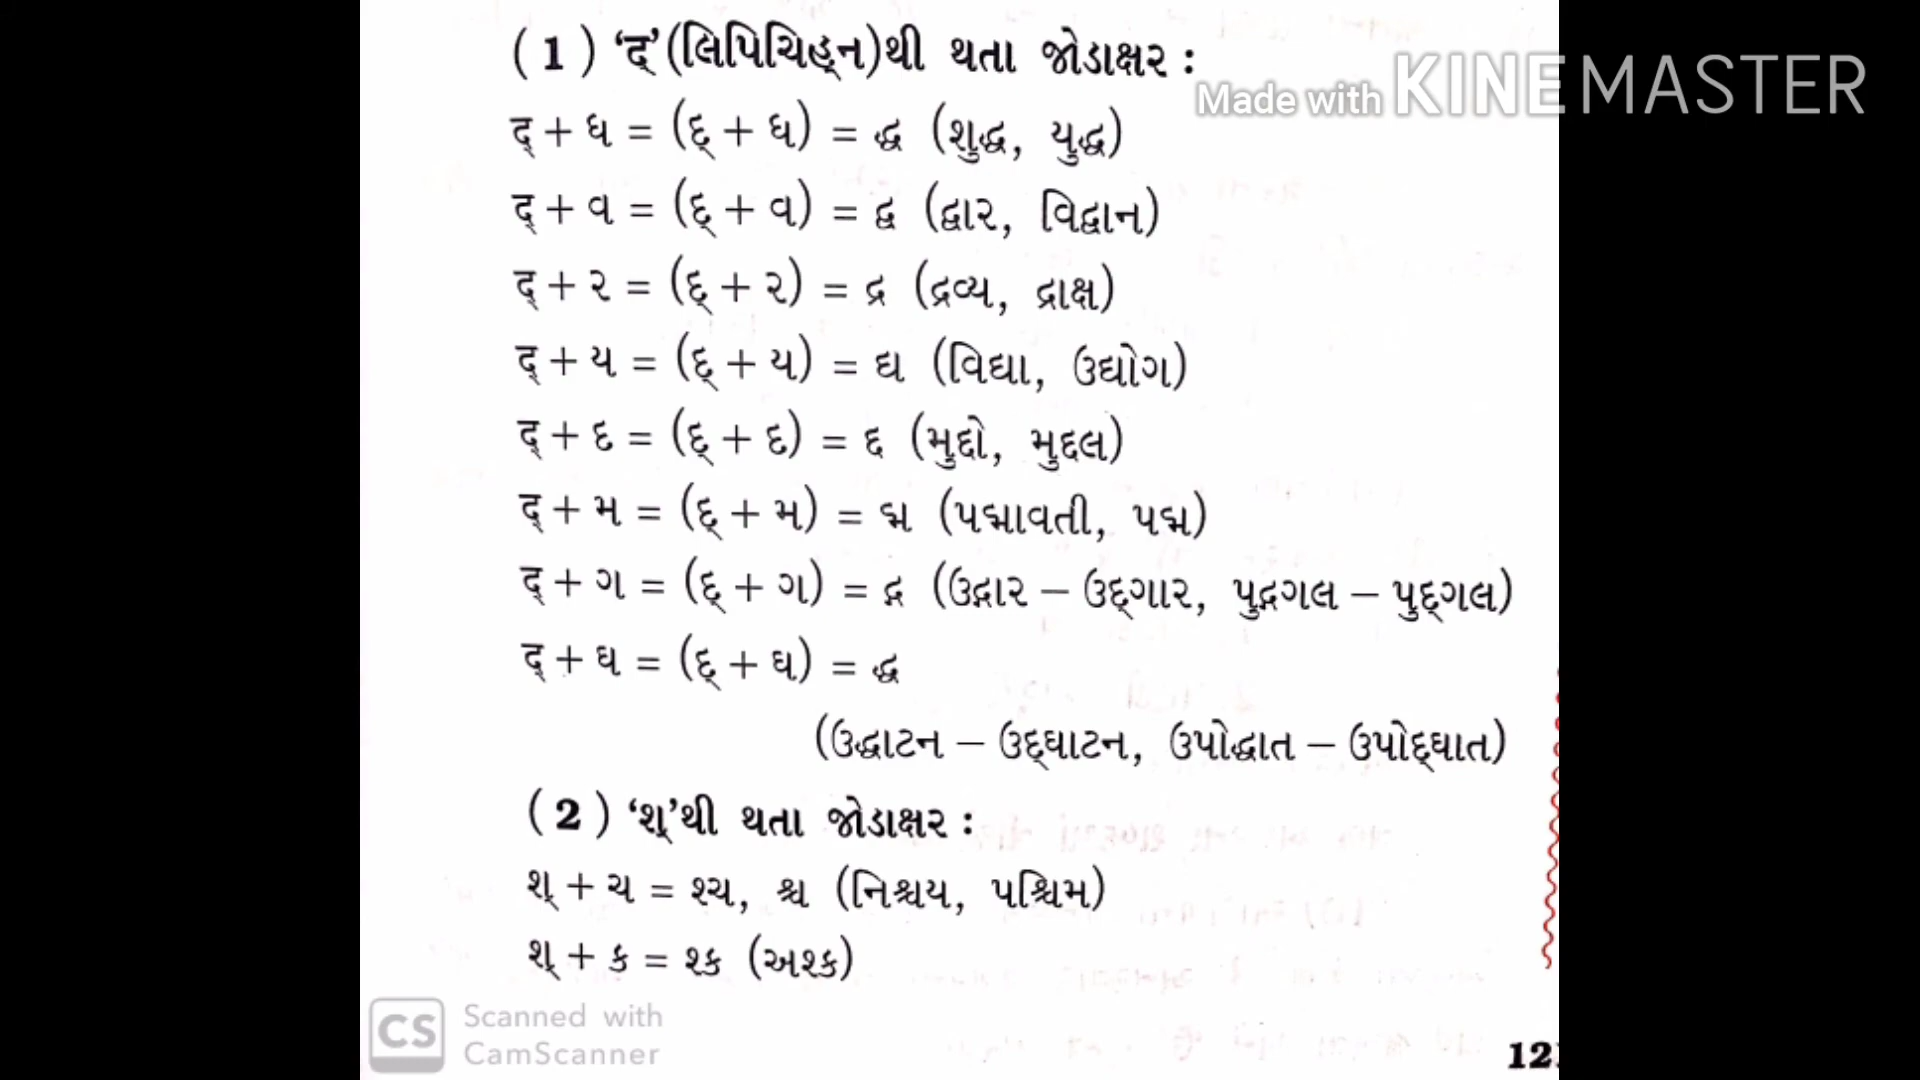 (1) ‘द्’ (લિપિચિહ્ન)થી થતા જોડાક્ષર :
Made with KINEMASTER
द् + ધ = (દ્ + ધ) = દ્ધ (શુદ્ધ, યુદ્ધ)
द् + વ = (દ્ + વ) = દ્વ (દ્વાર, વિદ્વાન)
द् + ર = (દ્ + ર) = દ્ર (દ્રવ્ય, દ્રાક્ષ)
द् + ય = (દ્ + ય) = દ્ય (વિદ્યા, ઉદ્યોગ)
द् + દ = (દ્ + દ) = દ્દ (મુદ્દો, મુદ્દલ)
द् + મ = (દ્ + મ) = દ્મ (પદ્માવતી, પદ્મ)
द् + ગ = (દ્ + ગ) = દ્ગ (ઉદ્ગાર – ઉદ્‌ગાર, પુદ્ગગલ – પુદ્‌ગલ)
द् + ઘ = (દ્ + ઘ) = દ્ઘ
(ઉદ્ઘાટન – ઉદ્‌ઘાટન, ઉપોદ્ઘાત – ઉપોદ્‌ઘાત)
(2) ‘શ્’થી થતા જોડાક્ષર :
શ્ + ચ = શ્ચ, શ્ચ (નિશ્ચય, પશ્ચિમ)
શ્ + ક = શ્ક (અશ્ક)
CS Scanned with
CamScanner